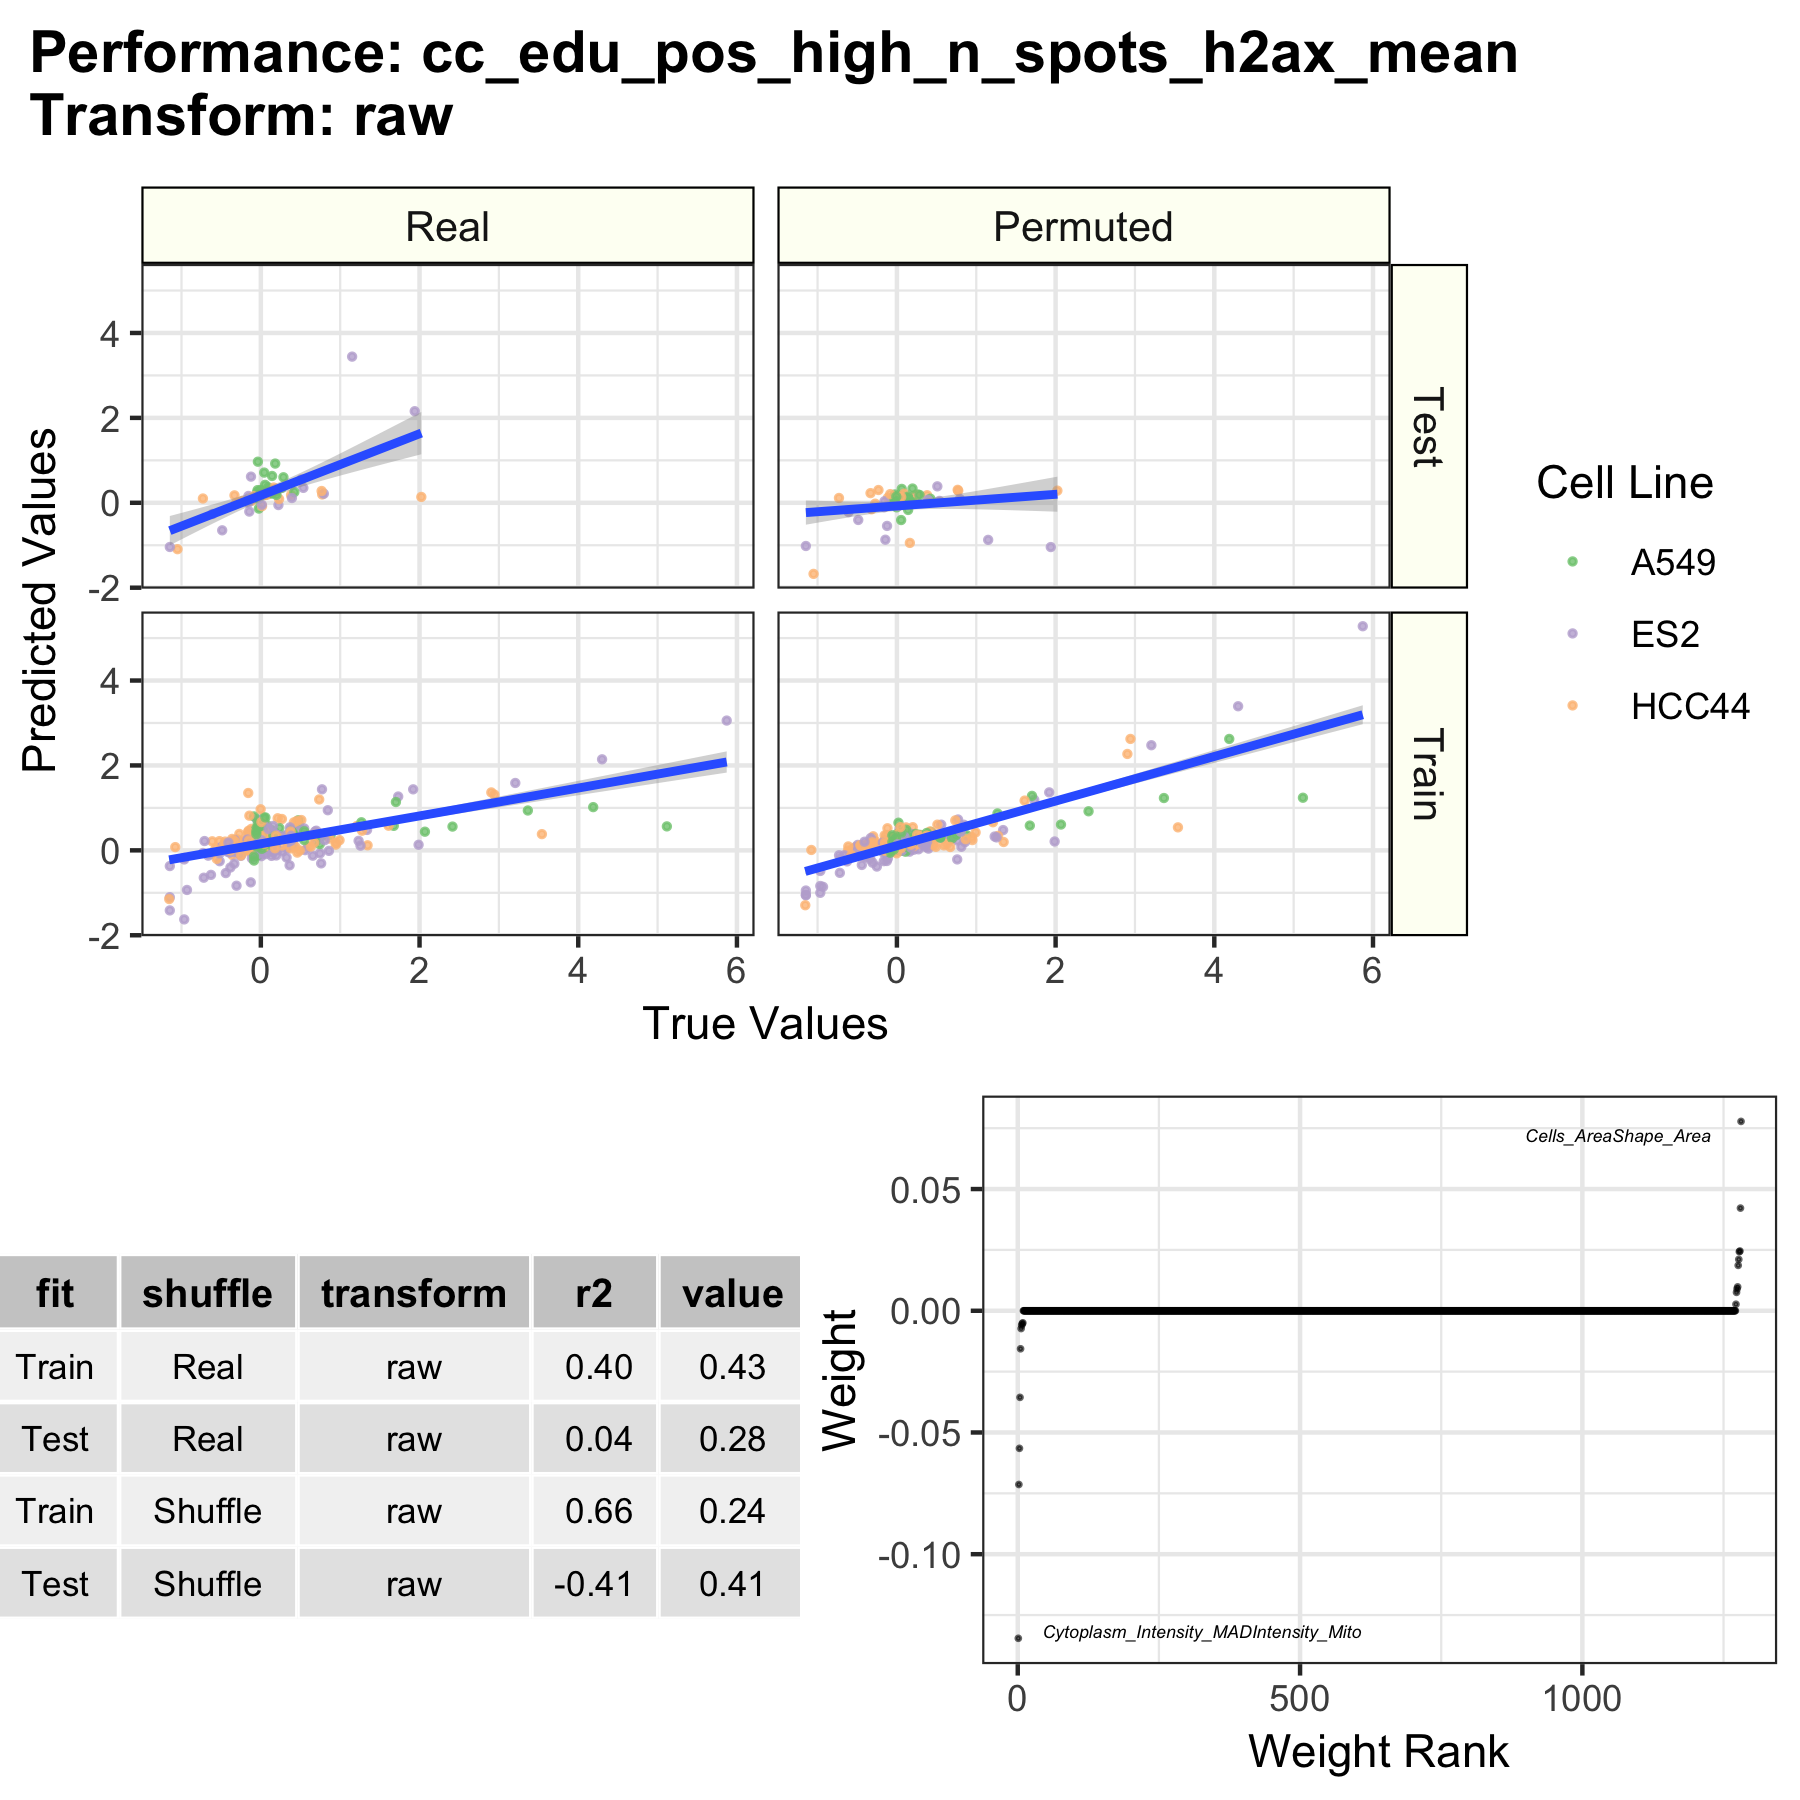 Performance: cc_edu_pos_high_n_spots_h2ax_mean
Transform: raw
Real
Permuted
Predicted Values
4
2
0
-2
Test
4
2
0
-2
Train
0
2
4
6
0
2
4
6
True Values
Cell Line
A549
ES2
HCC44
fit shuffle transform r2 value
Train Real raw 0.40 0.43
Test Real raw 0.04 0.28
Train Shuffle raw 0.66 0.24
Test Shuffle raw -0.41 0.41
Weight
0.05
0.00
-0.05
-0.10
Cells_AreaShape_Area
Cytoplasm_Intensity_MADIntensity_Mito
0
500
1000
Weight Rank